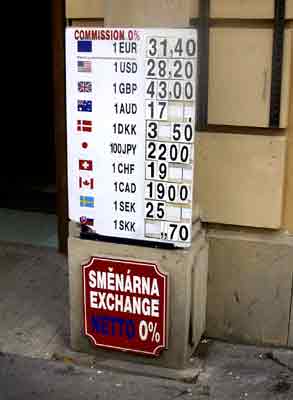 COMMISSION 0%
1 EUR 31,40
1 USD 28,20
1 GBP 43,00
1 AUD 17,
1 DKK 3 50
100 JPY 2200
1 CHF 19
1 CAD 1900
1 SEK 25
1 SKK ,70
SMĚNÁRNA
EXCHANGE
NETTO 0%